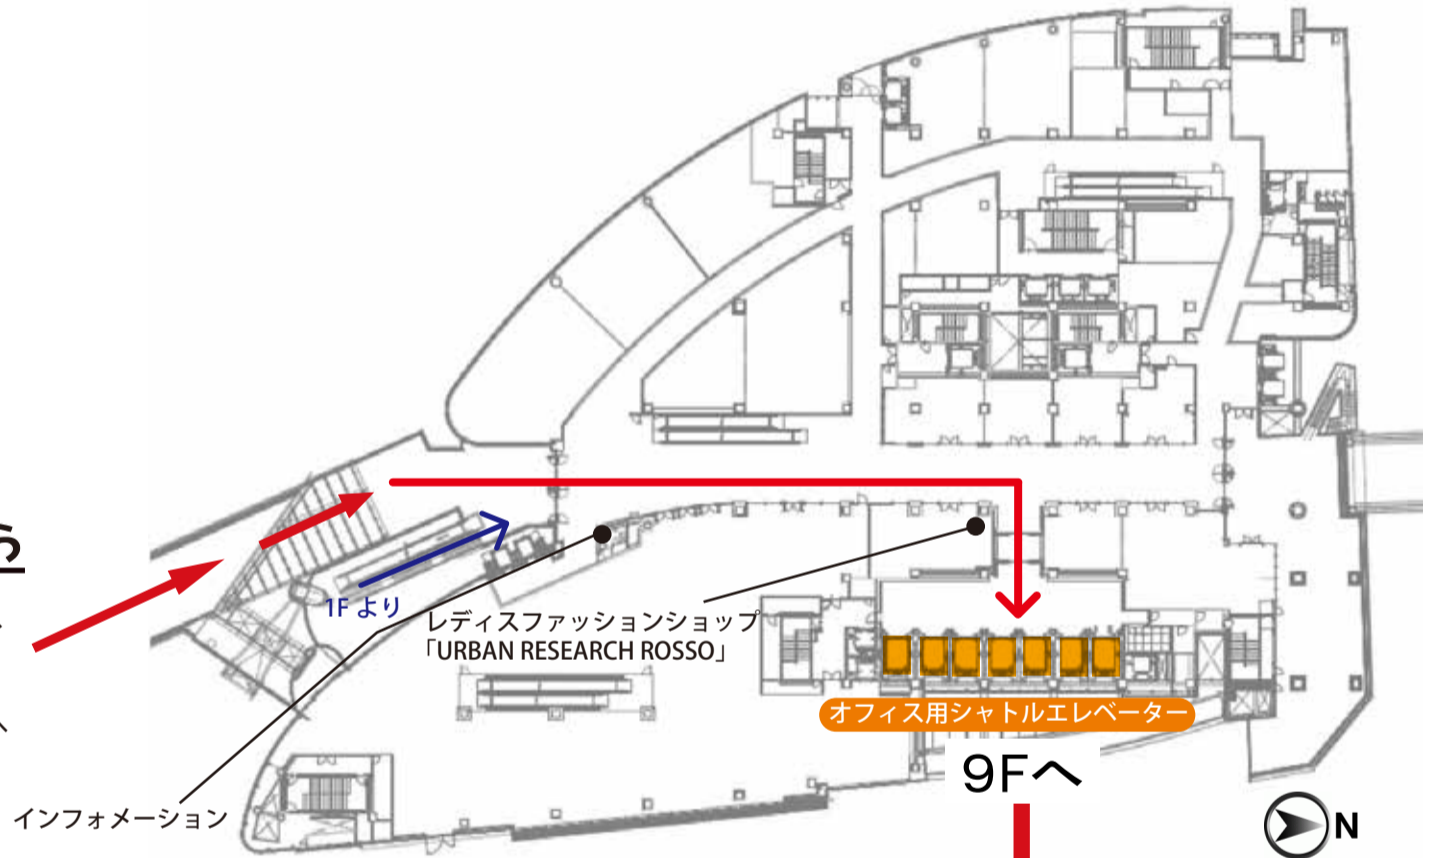 ら
1F より
レディスファッションショップ
「URBAN RESEARCH ROSSO」
オフィス用シャトルエレベーター
9Fへ
インフォメーション
N